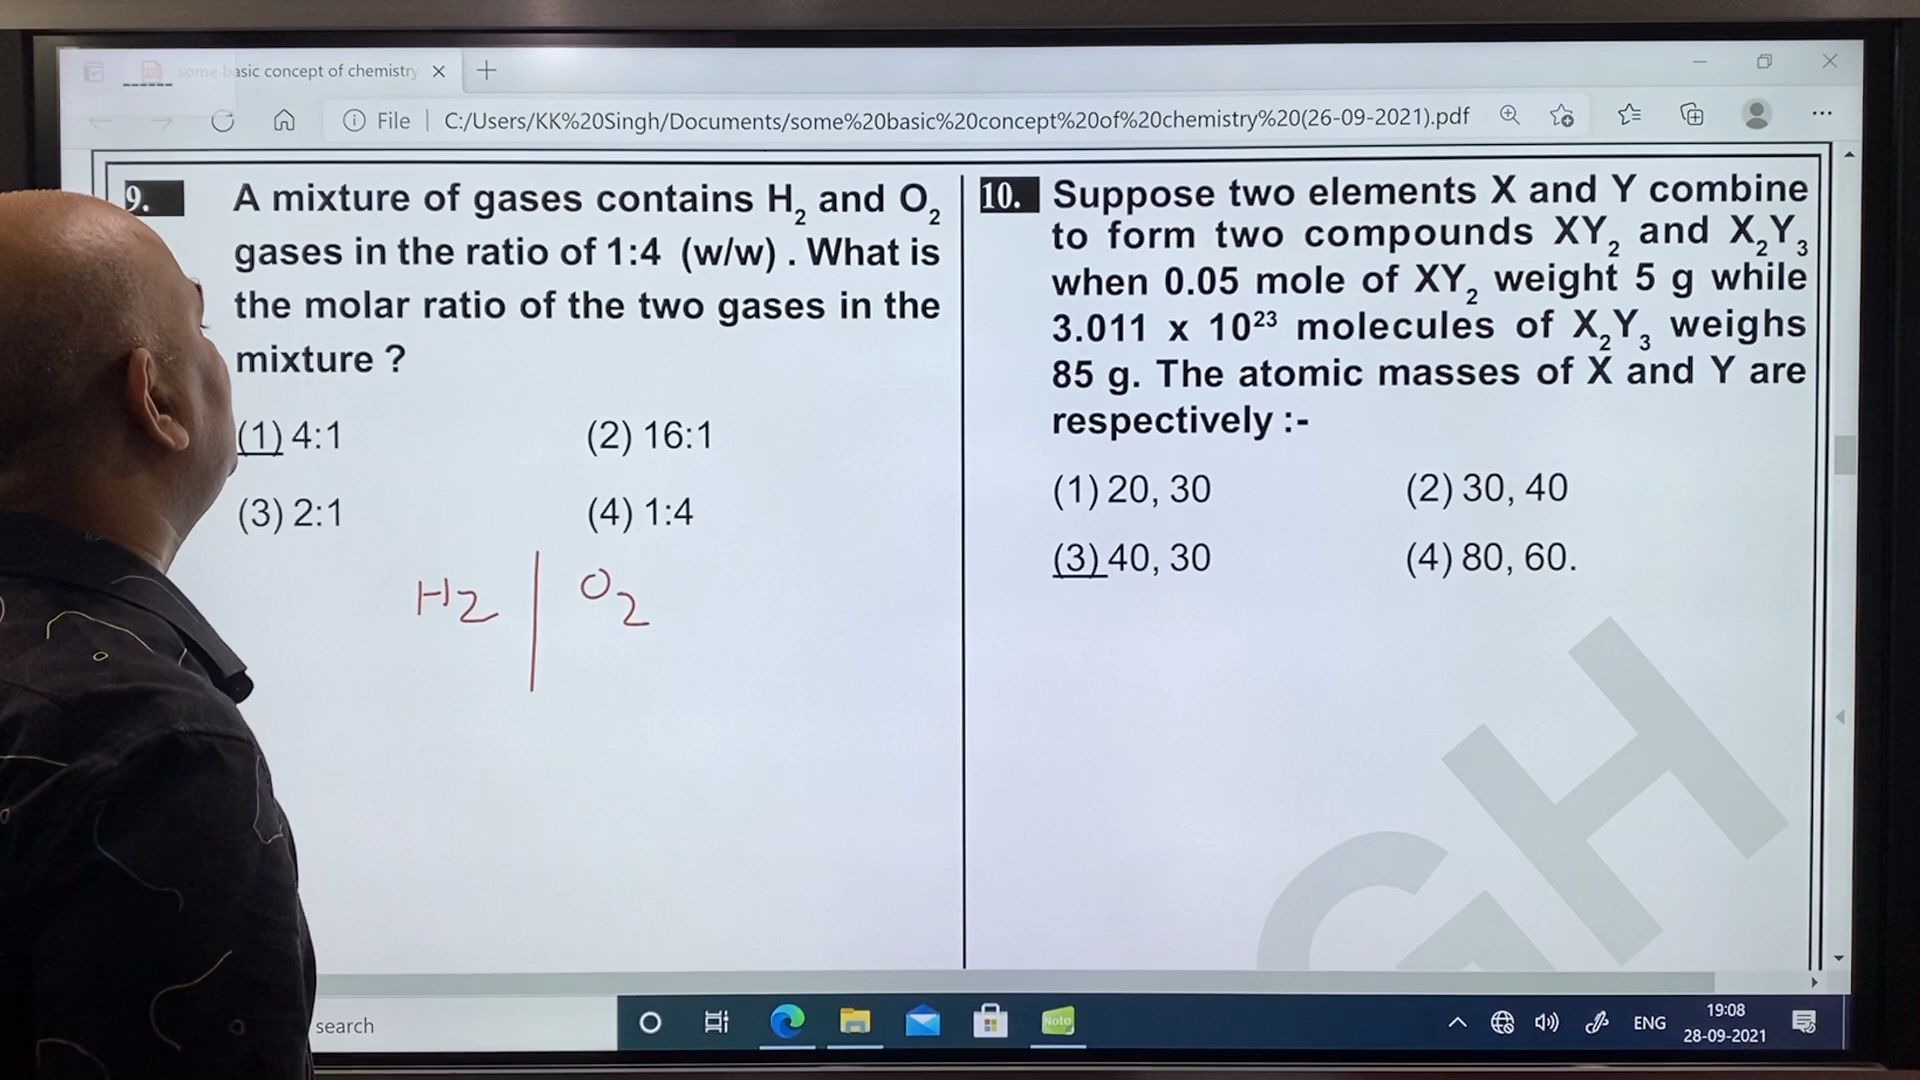 some basic concept of chemistry
File C:/Users/KK%20Singh/Documents/some%20basic%20concept%20of%20chemistry%20(26-09-2021).pdf
9. A mixture of gases contains H₂ and O₂
gases in the ratio of 1:4 (w/w) . What is
the molar ratio of the two gases in the
mixture ?
(1) 4:1 (2) 16:1
(3) 2:1 (4) 1:4
H2 | O2
10. Suppose two elements X and Y combine
to form two compounds XY₂ and X₂Y₃
when 0.05 mole of XY₂ weight 5 g while
3.011 x 10²³ molecules of X₂Y₃ weighs
85 g. The atomic masses of X and Y are
respectively :-
(1) 20, 30 (2) 30, 40
(3) 40, 30 (4) 80, 60.
GH
search
Note
ENG
19:08
28-09-2021